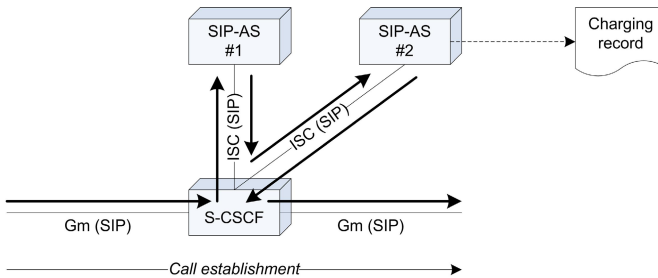 SIP-AS
#1
SIP-AS
#2
Charging
record
ISC (SIP)
ISC (SIP)
S-CSCF
Gm (SIP)
Gm (SIP)
Call establishment